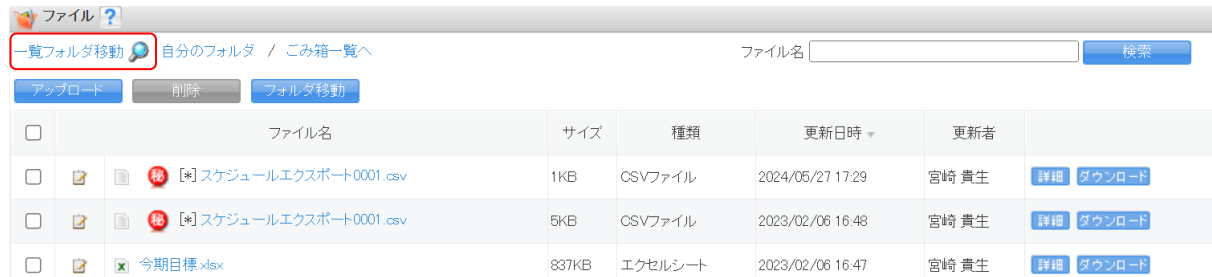 ファイル ?
一覧フォルダ移動 自分のフォルダ / ごみ箱一覧へ ファイル名 検索
アップロード 削除 フォルダ移動
ファイル名 サイズ 種類 更新日時 更新者
秘 [*]スケジュールエクスポート0001.csv 1KB CSVファイル 2024/05/27 17:29 宮崎 貴生 詳細 ダウンロード
秘 [*]スケジュールエクスポート0001.csv 5KB CSVファイル 2023/02/06 16:48 宮崎 貴生 詳細 ダウンロード
今期目標.xlsx 837KB エクセルシート 2023/02/06 16:47 宮崎 貴生 詳細 ダウンロード